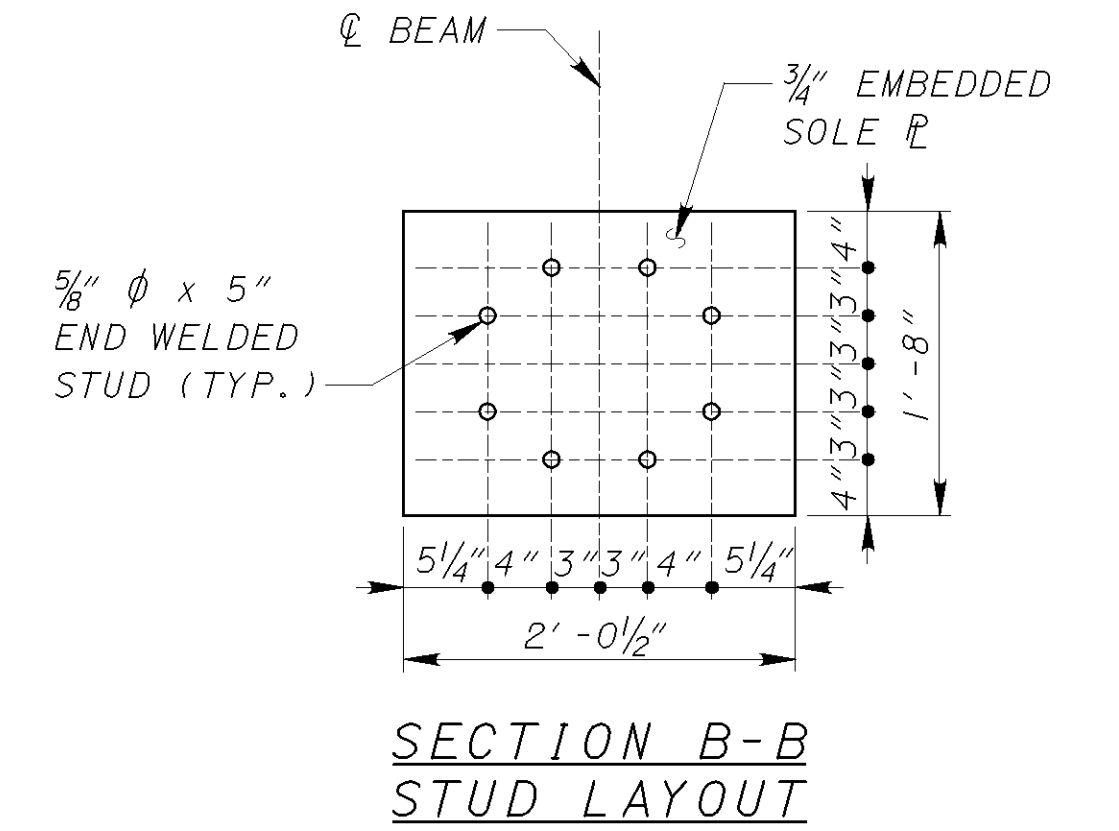 ℄ BEAM
3/4" EMBEDDED
SOLE ⅊
5/8" ϕ x 5"
END WELDED
STUD (TYP.)
4" 3" 3" 3" 3" 4"
1'-8"
5 1/4" 4" 3" 3" 4" 5 1/4"
2'-0 1/2"
SECTION B-B
STUD LAYOUT